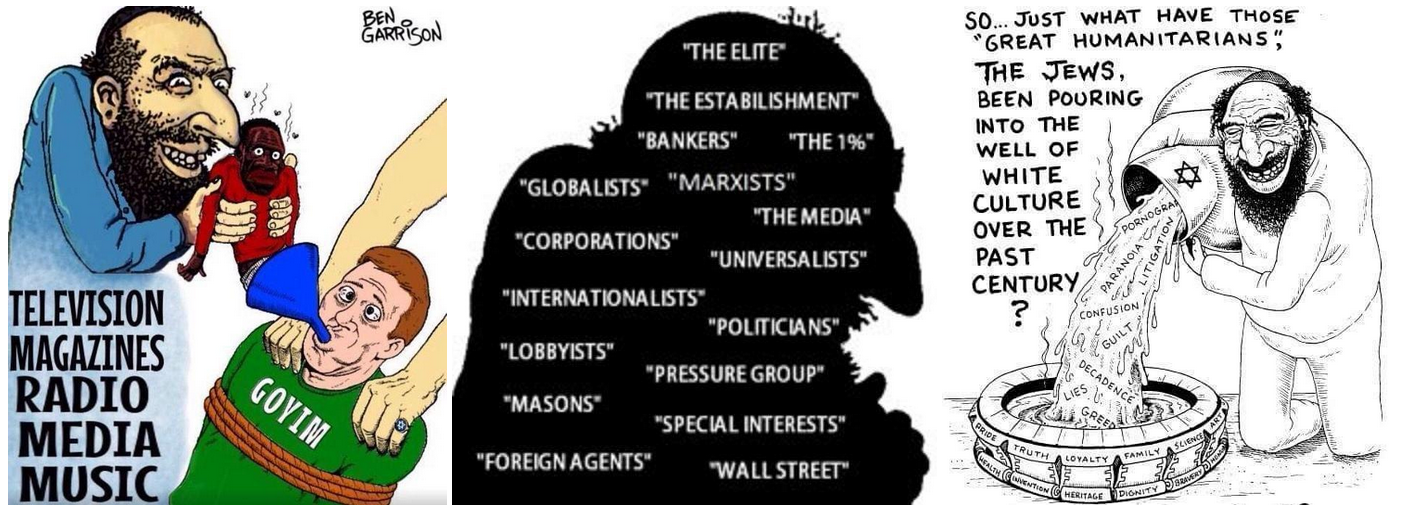 BEN
GARRISON
TELEVISION
MAGAZINES
RADIO
MEDIA
MUSIC
GOYIM
"THE ELITE"
"THE ESTABILISHMENT"
"BANKERS" "THE 1%"
"GLOBALISTS" "MARXISTS"
"THE MEDIA"
"CORPORATIONS"
"UNIVERSALISTS"
"INTERNATIONALISTS"
"POLITICIANS"
"LOBBYISTS"
"PRESSURE GROUP"
"MASONS"
"SPECIAL INTERESTS"
"FOREIGN AGENTS"
"WALL STREET"
SO... JUST WHAT HAVE THOSE
"GREAT HUMANITARIANS",
THE JEWS,
BEEN POURING
INTO THE
WELL OF
WHITE
CULTURE
OVER THE
PAST
CENTURY
?
PARANOIA
LITIGATION
CONFUSION
GUILT
DECADENCE
LIES
GREED
PRIDE
TRUTH
LOYALTY
FAMILY
SCIENCE
ART
HEALTH
INVENTION
HERITAGE
DIGNITY
BRAVERY